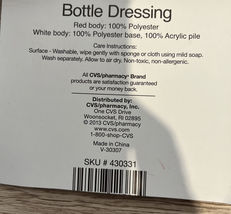 Bottle Dressing
Red body: 100% Polyester
White body: 100% Polyester base, 100% Acrylic pile
Care Instructions:
Surface - Washable, wipe gently with sponge or cloth using mild soap.
Wash separately. Allow to air dry. Non-toxic, non-allergenic.
All CVS/pharmacy® Brand
products are satisfaction guaranteed
or your money back.
Distributed by:
CVS/pharmacy, Inc.
One CVS Drive
Woonsocket, RI 02895
© 2013 CVS/pharmacy
www.cvs.com
1-800-shop-CVS
Made in China
V-30307
SKU # 430331